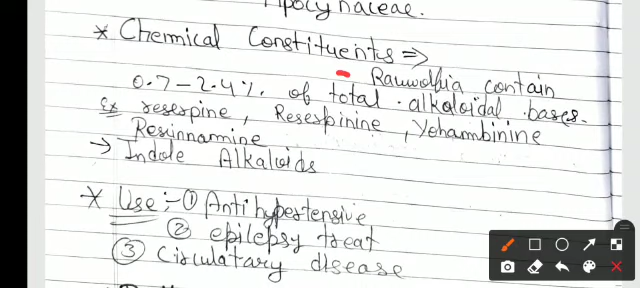 Apocynaceae.
* Chemical Constituents ⇒
Rauwolfia contain
0.7-2.4% of total alkaloidal bases.
Ex resespine, Resespinine, Yohambinine
Resinnamine
→ Indole Alkaloids
* Use :- ① Antihypertensive
② epilepsy treat
③ Circulatary disease